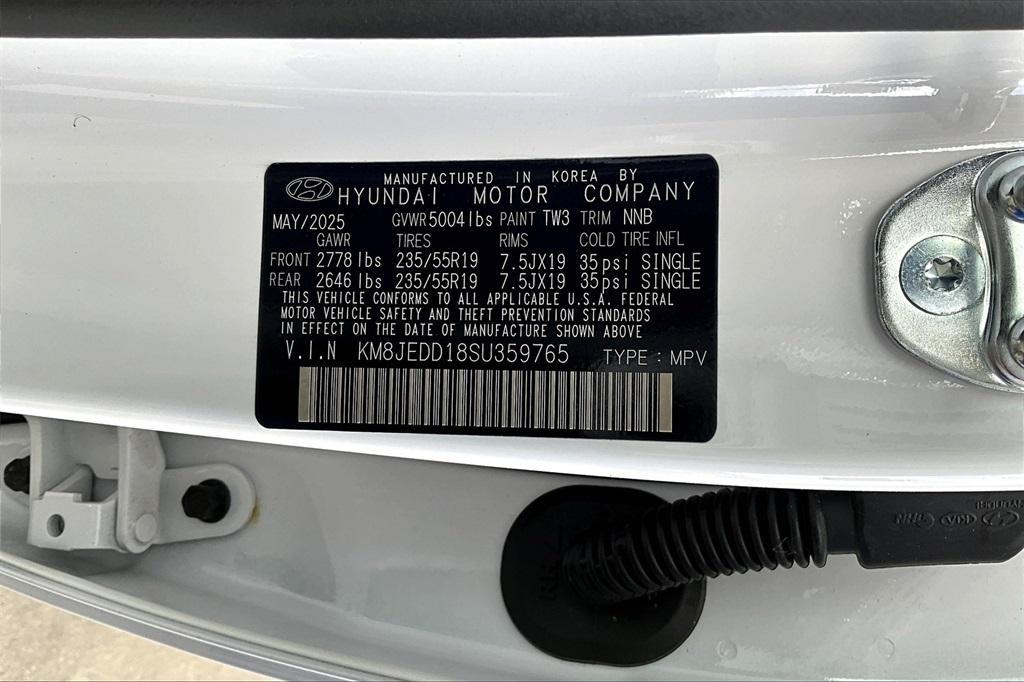 MANUFACTURED IN KOREA BY
HYUNDAI MOTOR COMPANY
MAY/2025 GVWR 5004 lbs PAINT TW3 TRIM NNB
GAWR TIRES RIMS COLD TIRE INFL
FRONT 2778 lbs 235/55R19 7.5JX19 35psi SINGLE
REAR 2646 lbs 235/55R19 7.5JX19 35psi SINGLE
THIS VEHICLE CONFORMS TO ALL APPLICABLE U.S.A. FEDERAL
MOTOR VEHICLE SAFETY AND THEFT PREVENTION STANDARDS
IN EFFECT ON THE DATE OF MANUFACTURE SHOWN ABOVE
V.I.N KM8JEDD18SU359765 TYPE : MPV
HYUNDAI
KIA